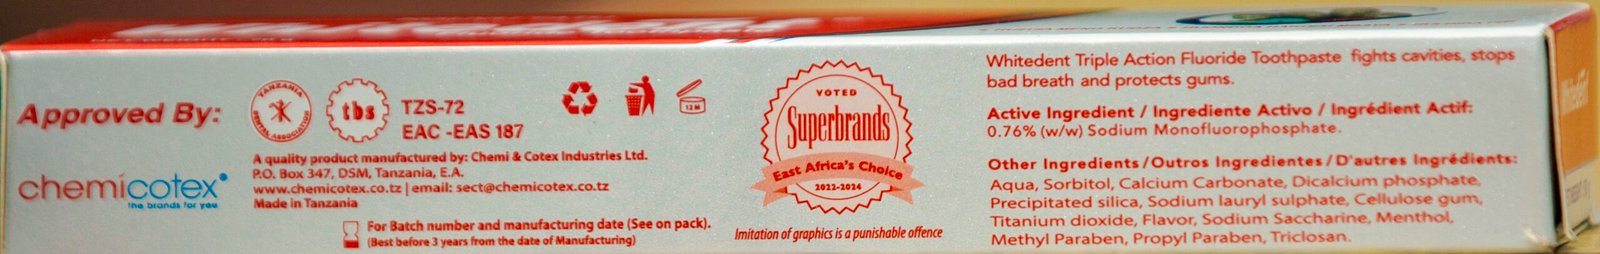 Approved By:
TANZANIA
DENTAL ASSOCIATION
tbs
TZS-72
EAC -EAS 187
12 M
chemicotex
the brands for you
A quality product manufactured by: Chemi & Cotex Industries Ltd.
P.O. Box 347, DSM, Tanzania, E.A.
www.chemicotex.co.tz | email: sect@chemicotex.co.tz
Made in Tanzania
For Batch number and manufacturing date (See on pack).
(Best before 3 years from the date of Manufacturing)
VOTED
Superbrands
East Africa's Choice
2022-2024
Imitation of graphics is a punishable offence
Whitedent Triple Action Fluoride Toothpaste fights cavities, stops
bad breath and protects gums.
Active Ingredient / Ingrediente Activo / Ingrédient Actif:
0.76% (w/w) Sodium Monofluorophosphate.
Other Ingredients/Outros Ingredientes/D'autres Ingrédients:
Aqua, Sorbitol, Calcium Carbonate, Dicalcium phosphate,
Precipitated silica, Sodium lauryl sulphate, Cellulose gum,
Titanium dioxide, Flavor, Sodium Saccharine, Menthol,
Methyl Paraben, Propyl Paraben, Triclosan.